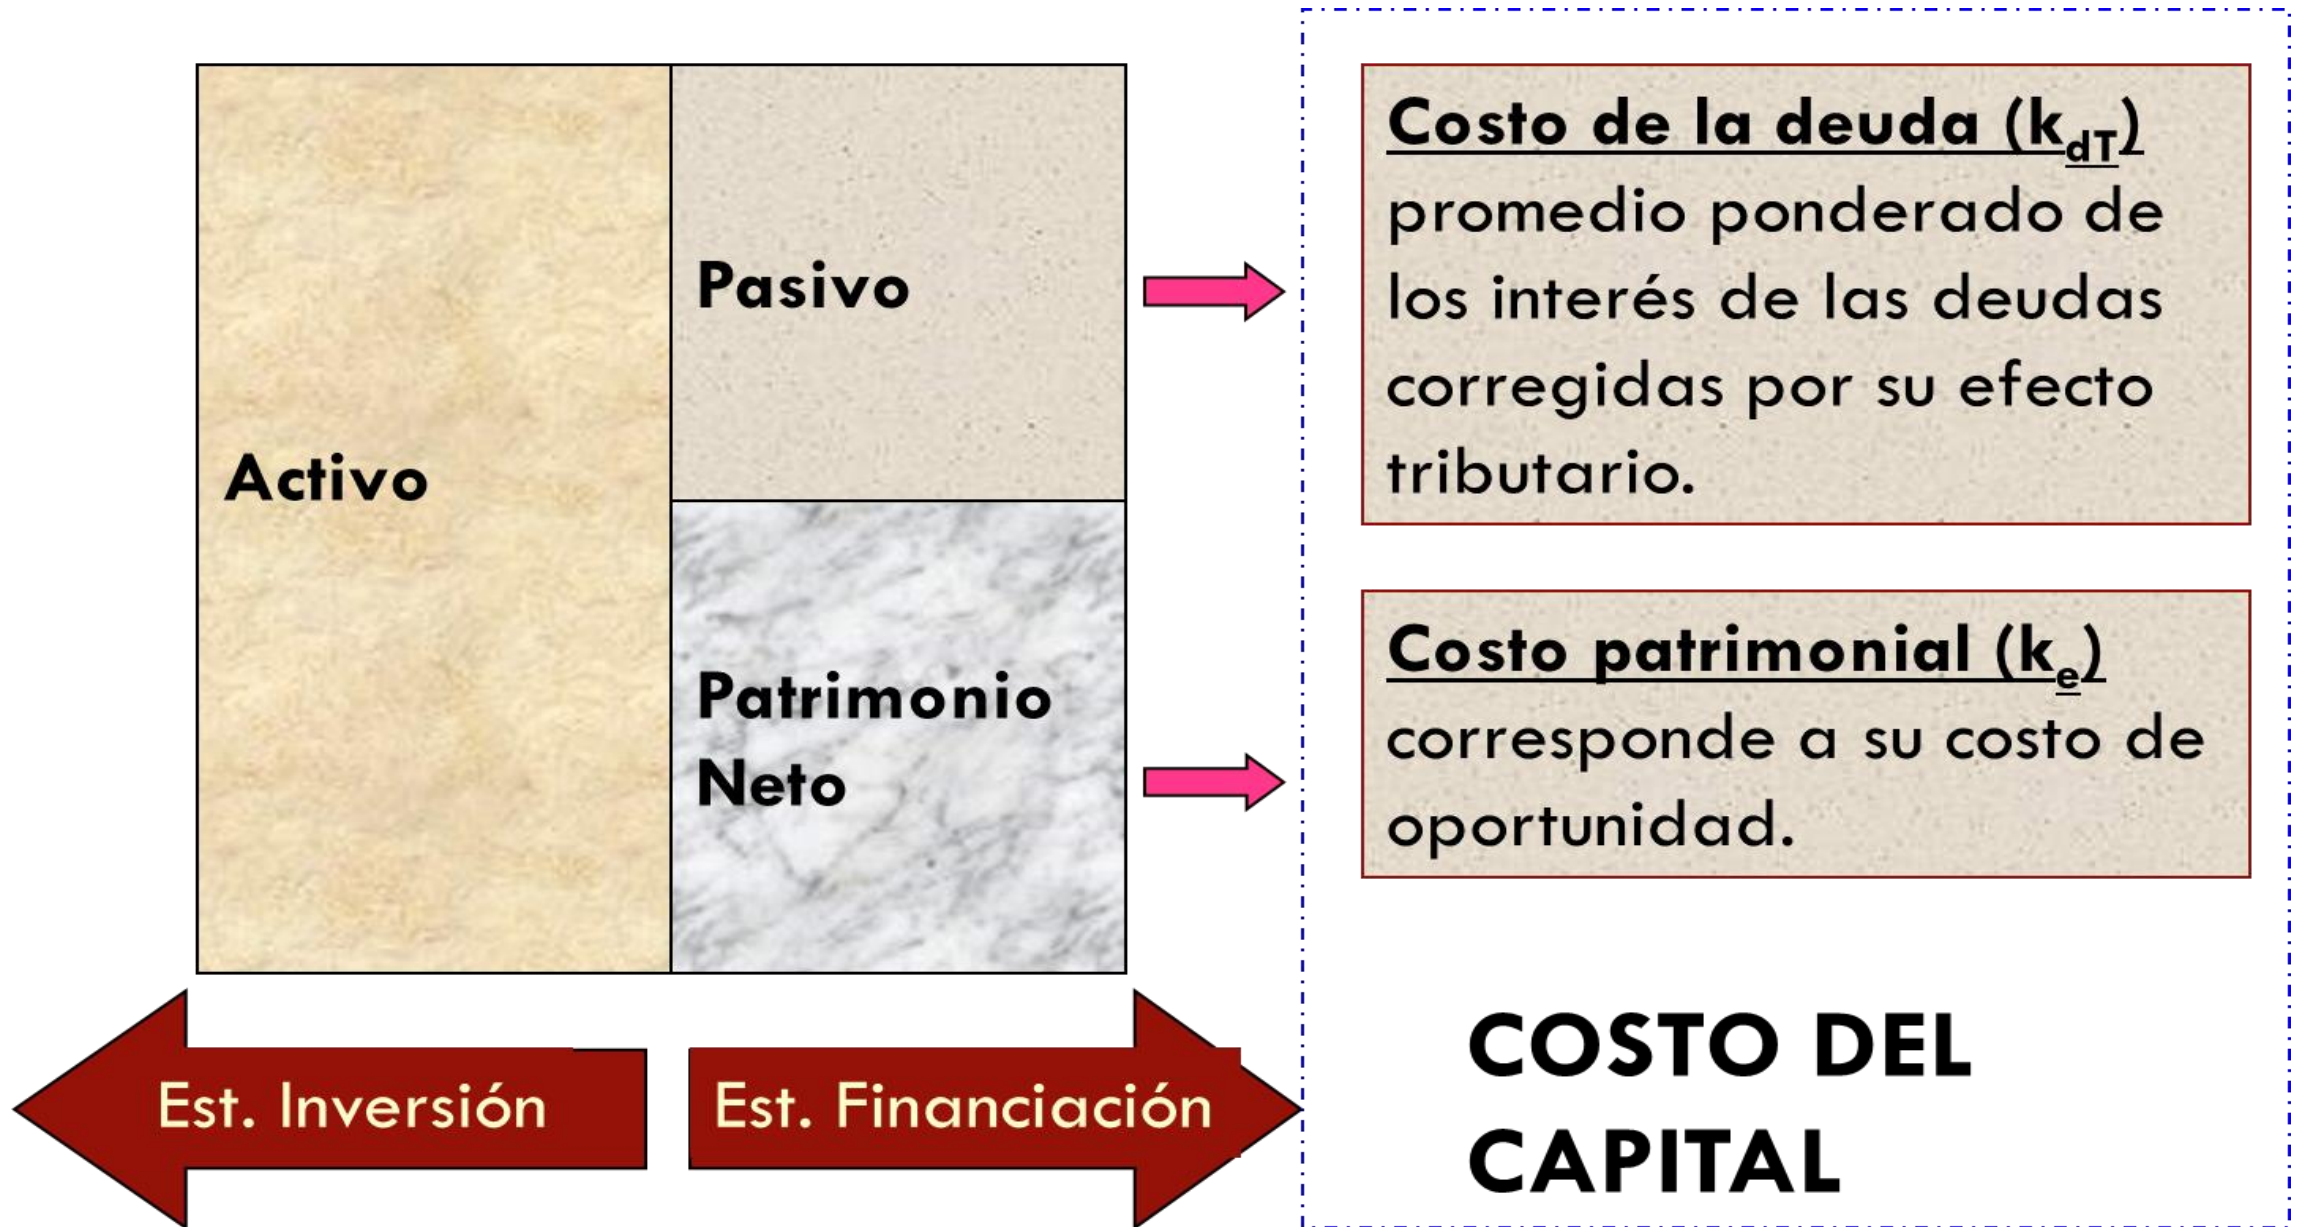 Activo
Pasivo
Patrimonio
Neto
Costo de la deuda (kdT)
promedio ponderado de
los interés de las deudas
corregidas por su efecto
tributario.
Costo patrimonial (ke)
corresponde a su costo de
oportunidad.
Est. Inversión
Est. Financiación
COSTO DEL
CAPITAL